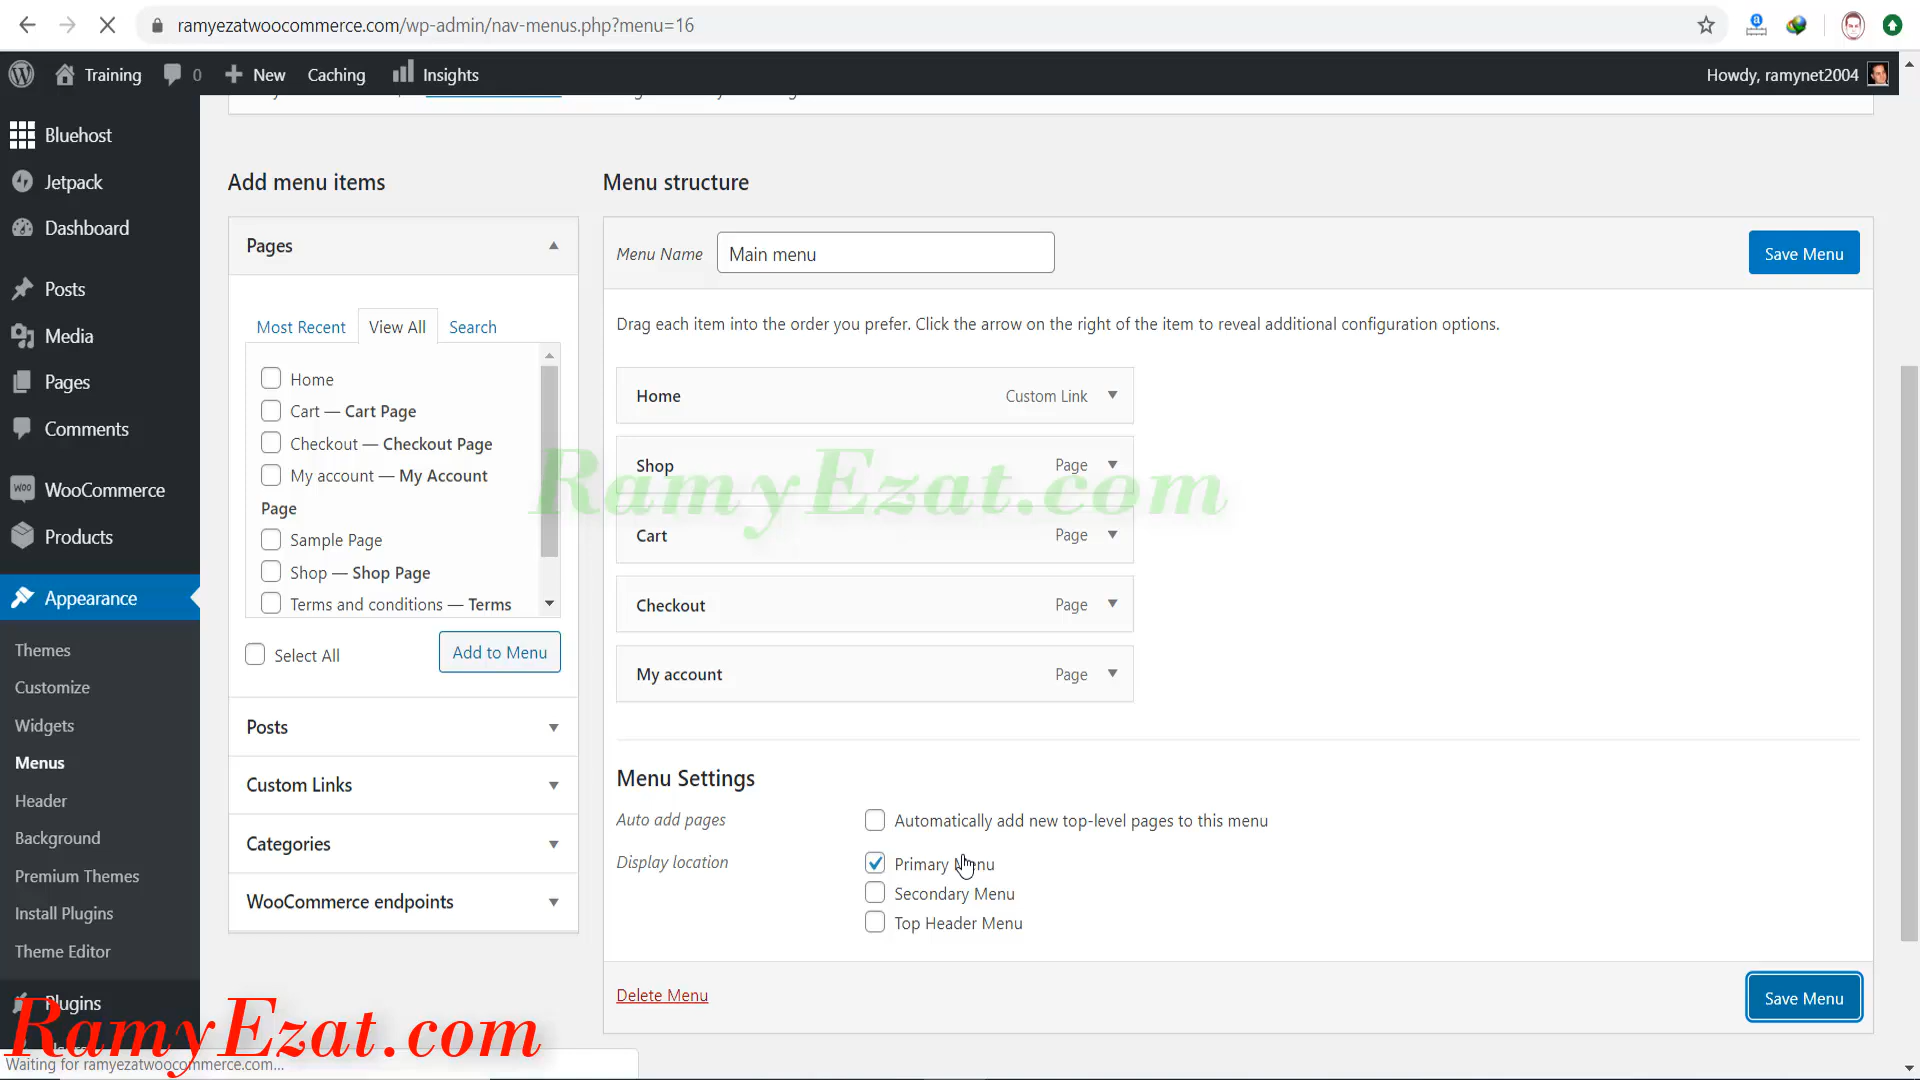 ramyezatwoocommerce.com/wp-admin/nav-menus.php?menu=16
Training 0 New Caching Insights Howdy, ramynet2004
Bluehost
Jetpack
Dashboard
Posts
Media
Pages
Comments
WooCommerce
Products
Appearance
Themes
Customize
Widgets
Menus
Header
Background
Premium Themes
Install Plugins
Theme Editor
Plugins
Add menu items
Pages
Most Recent View All Search
Home
Cart — Cart Page
Checkout — Checkout Page
My account — My Account
Page
Sample Page
Shop — Shop Page
Terms and conditions — Terms
Select All Add to Menu
Posts
Custom Links
Categories
WooCommerce endpoints
Menu structure
Menu Name Main menu Save Menu
Drag each item into the order you prefer. Click the arrow on the right of the item to reveal additional configuration options.
Home Custom Link
Shop Page
Cart Page
Checkout Page
My account Page
RamyEzat.com
Menu Settings
Auto add pages Automatically add new top-level pages to this menu
Display location Primary Menu
Secondary Menu
Top Header Menu
Delete Menu Save Menu
RamyEzat.com
Waiting for ramyezatwoocommerce.com...